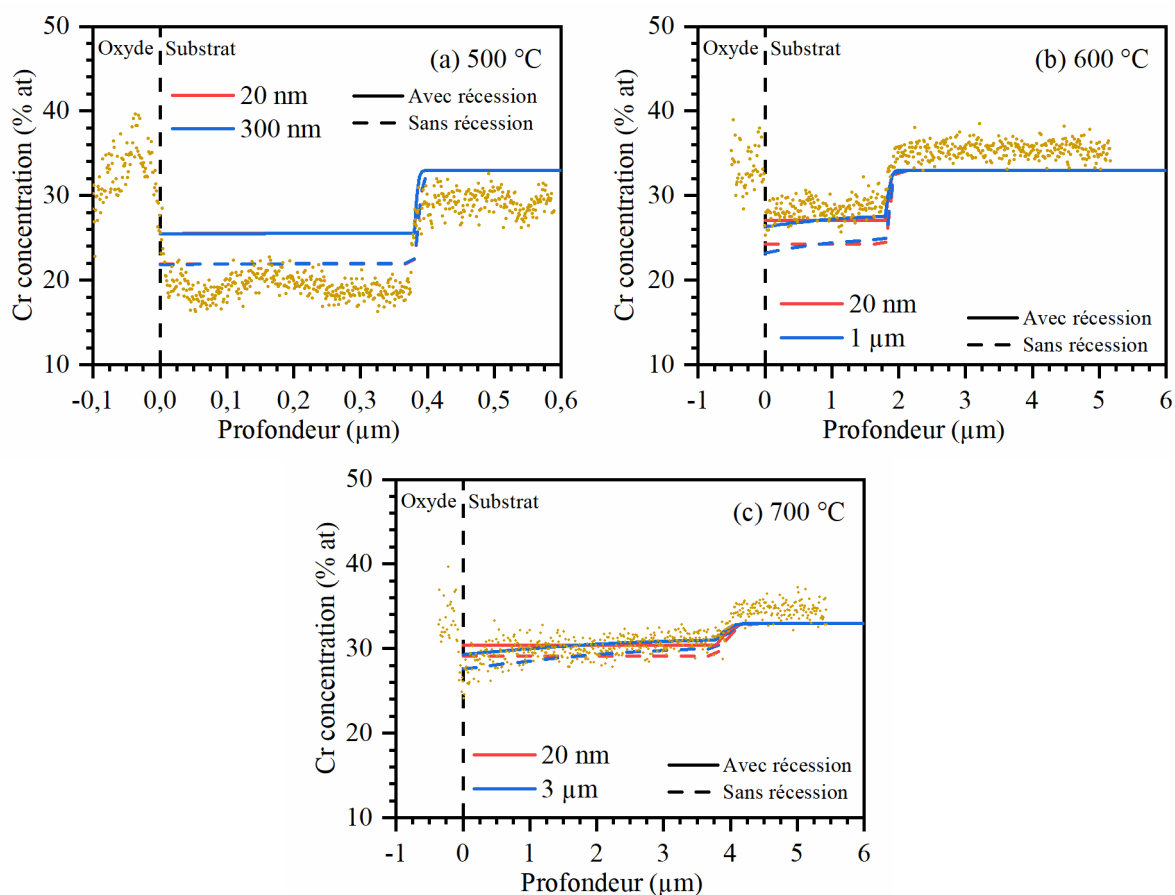 50
40
30
20
10
Cr concentration (% at)
Oxyde
Substrat
(a) 500 °C
20 nm
300 nm
Avec récession
Sans récession
-0,1 0,0 0,1 0,2 0,3 0,4 0,5 0,6
Profondeur (µm)
50
40
30
20
10
Cr concentration (% at)
Oxyde
Substrat
(b) 600 °C
20 nm
1 µm
Avec récession
Sans récession
-1 0 1 2 3 4 5 6
Profondeur (µm)
50
40
30
20
10
Cr concentration (% at)
Oxyde
Substrat
(c) 700 °C
20 nm
3 µm
Avec récession
Sans récession
-1 0 1 2 3 4 5 6
Profondeur (µm)